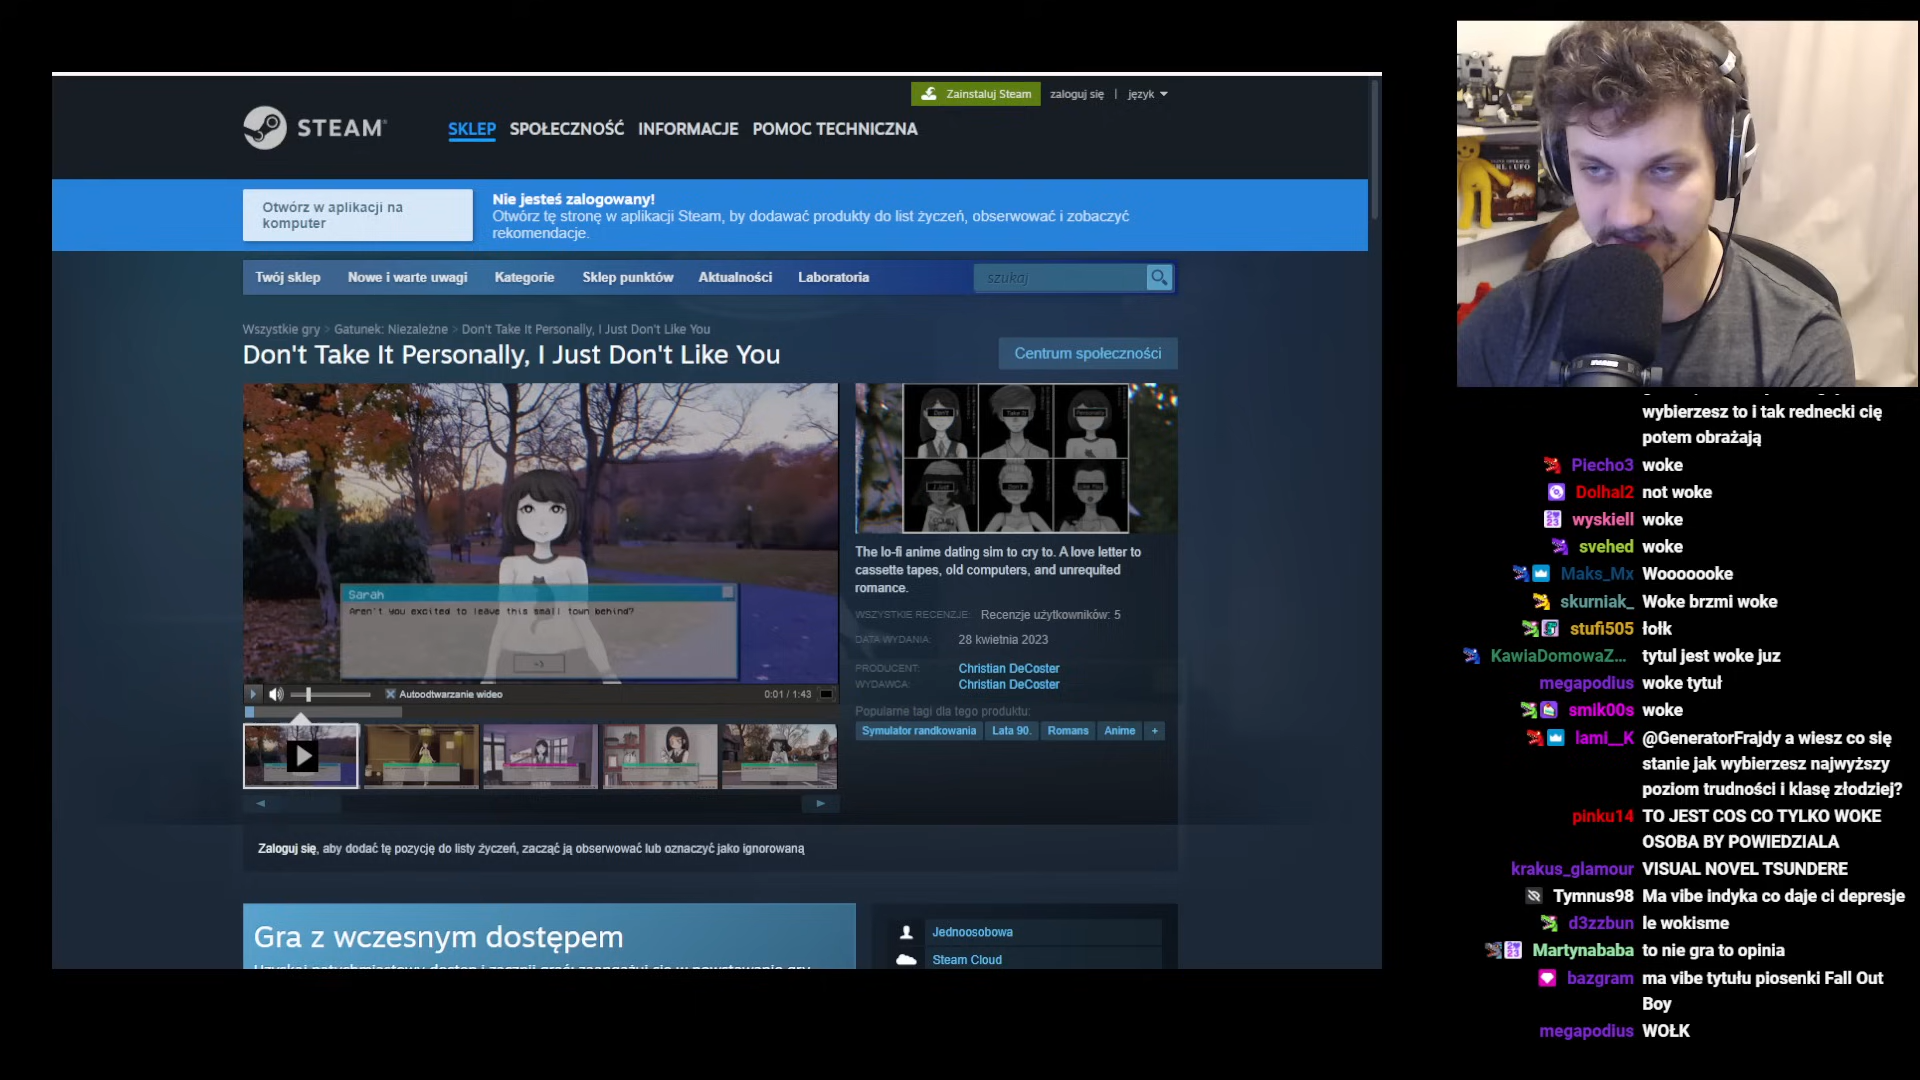 Zainstaluj Steam
zaloguj się | język
STEAM®
SKLEP SPOŁECZNOŚĆ INFORMACJE POMOC TECHNICZNA
Otwórz w aplikacji na
komputer
Nie jesteś zalogowany!
Otwórz tę stronę w aplikacji Steam, by dodawać produkty do list życzeń, obserwować i zobaczyć
rekomendacje.
Twój sklep Nowe i warte uwagi Kategorie Sklep punktów Aktualności Laboratoria
szukaj
Wszystkie gry > Gatunek: Niezależne > Don't Take It Personally, I Just Don't Like You
Don't Take It Personally, I Just Don't Like You
Centrum społeczności
Sarah
Aren't you excited to leave this small town behind?
Autoodtwarzanie wideo
0:01 / 1:43
Don't Take It Personally
I Just Don't Like You
The lo-fi anime dating sim to cry to. A love letter to
cassette tapes, old computers, and unrequited
romance.
WSZYSTKIE RECENZJE: Recenzje użytkowników: 5
DATA WYDANIA: 28 kwietnia 2023
PRODUCENT: Christian DeCoster
WYDAWCA: Christian DeCoster
Popularne tagi dla tego produktu:
Symulator randkowania Lata 90. Romans Anime +
Zaloguj się, aby dodać tę pozycję do listy życzeń, zacząć ją obserwować lub oznaczyć jako ignorowaną
Gra z wczesnym dostępem
Jednoosobowa
Steam Cloud
wybierzesz to i tak rednecki cię
potem obrażają
Piecho3 woke
Dolhal2 not woke
wyskiell woke
svehed woke
Maks_Mx Wooooooke
skurniak_ Woke brzmi woke
stufi505 łołk
KawiaDomowaZ... tytul jest woke juz
megapodius woke tytuł
smik00s woke
lami__K @GeneratorFrajdy a wiesz co się
stanie jak wybierzesz najwyższy
poziom trudności i klasę złodziej?
pinku14 TO JEST COS CO TYLKO WOKE
OSOBA BY POWIEDZIALA
krakus_glamour VISUAL NOVEL TSUNDERE
Tymnus98 Ma vibe indyka co daje ci depresje
d3zzbun le wokisme
Martynababa to nie gra to opinia
bazgram ma vibe tytułu piosenki Fall Out
Boy
megapodius WOŁK